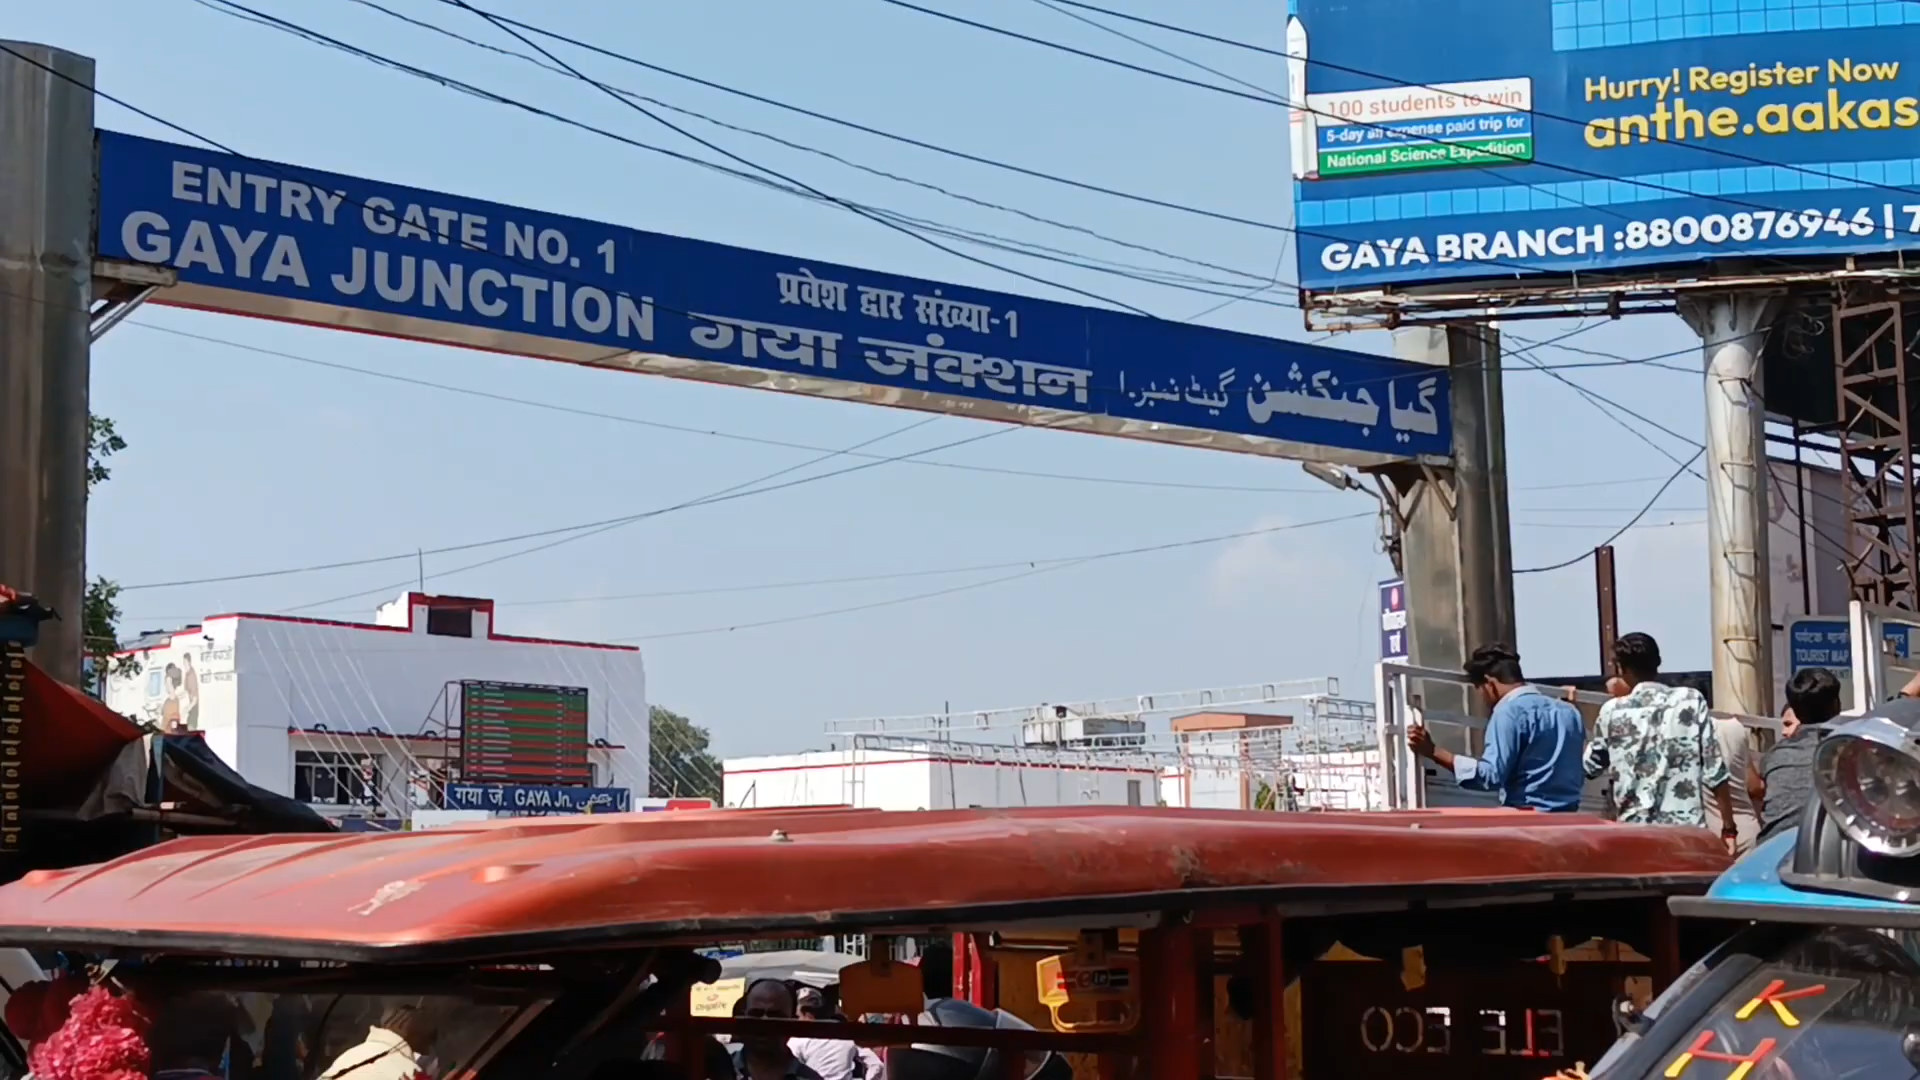 ENTRY GATE NO. 1
GAYA JUNCTION
प्रवेश द्वार संख्या-1
गया जंक्शन
گیا جنکشن گیٹ نمبر.ا
100 students to win
5-day all expense paid trip for
National Science Expedition
Hurry! Register Now
anthe.aakas
GAYA BRANCH :8800876946 | 7
गया जं. GAYA Jn.
पर्यटक
TOURIST MAP
K
H